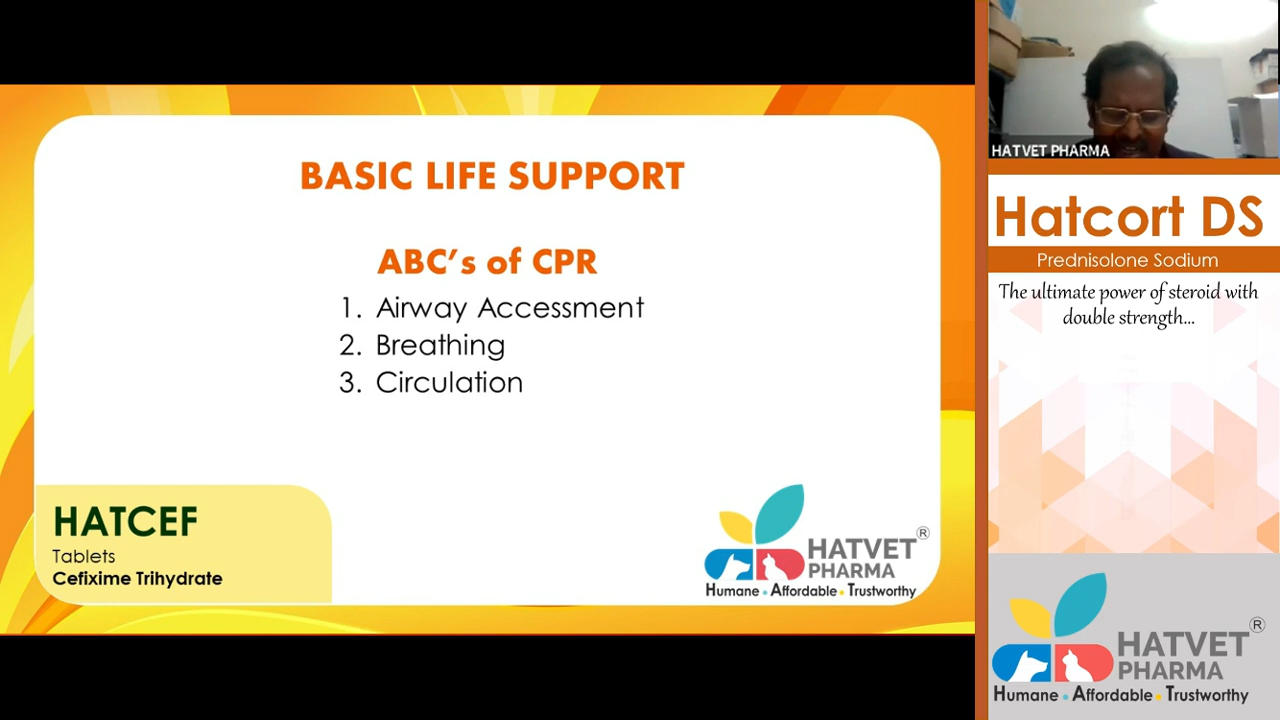 BASIC LIFE SUPPORT
ABC's of CPR
1. Airway Accessment
2. Breathing
3. Circulation
HATCEF
Tablets
Cefixime Trihydrate
HATVET ®
PHARMA
Humane • Affordable • Trustworthy
HATVET PHARMA
Hatcort DS
Prednisolone Sodium
The ultimate power of steroid with
double strength...
HATVET ®
PHARMA
Humane • Affordable • Trustworthy